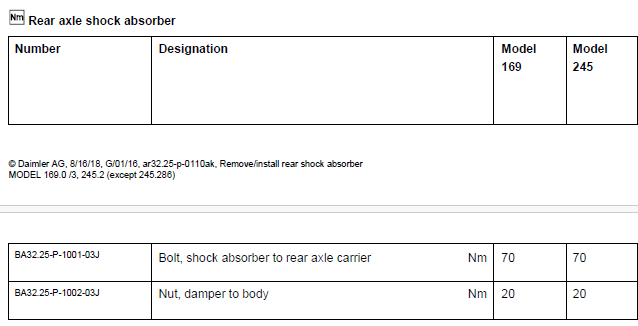 Nm Rear axle shock absorber
Number Designation Model 169 Model 245
© Daimler AG, 8/16/18, G/01/16, ar32.25-p-0110ak, Remove/install rear shock absorber
MODEL 169.0 /3, 245.2 (except 245.286)
BA32.25-P-1001-03J Bolt, shock absorber to rear axle carrier Nm 70 70
BA32.25-P-1002-03J Nut, damper to body Nm 20 20